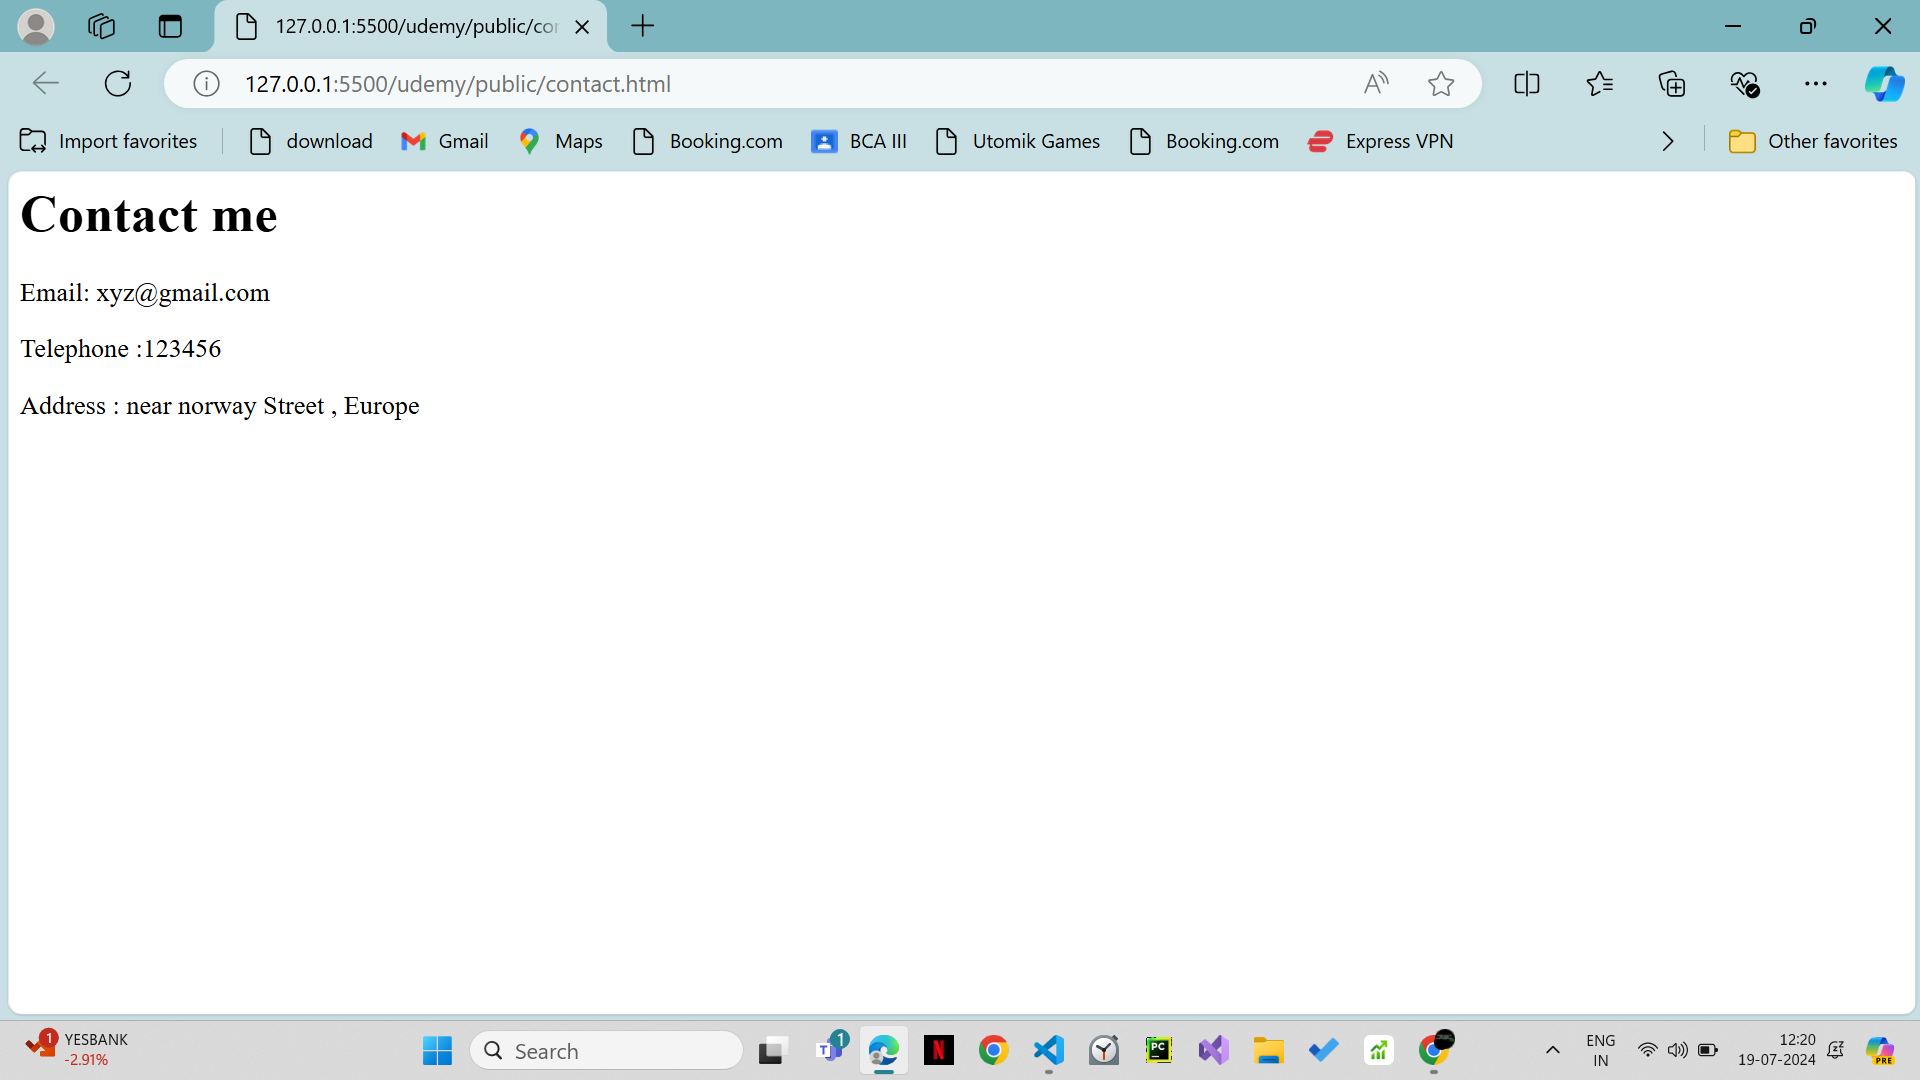 127.0.0.1:5500/udemy/public/cor
127.0.0.1:5500/udemy/public/contact.html
Import favorites download Gmail Maps Booking.com BCA III Utomik Games Booking.com Express VPN Other favorites
Contact me
Email: xyz@gmail.com
Telephone :123456
Address : near norway Street , Europe
1 YESBANK
-2.91%
Search
1
ENG
IN
12:20
19-07-2024
PRE